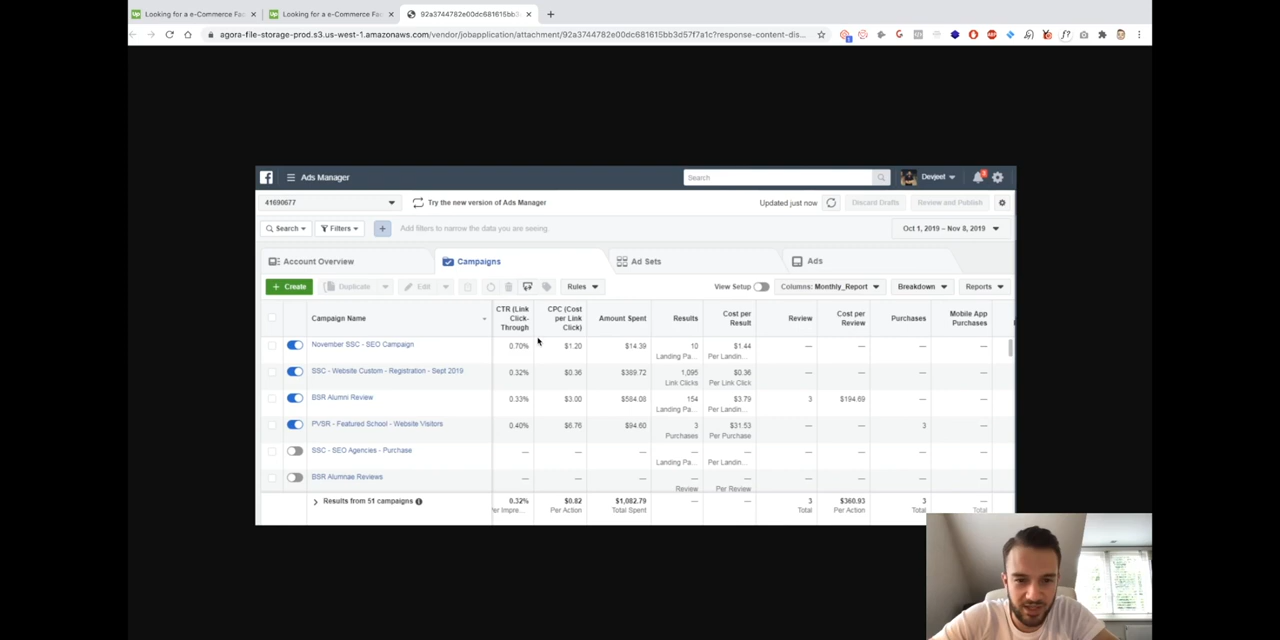 Looking for a e-Commerce Fa
Looking for a e-Commerce Fa
92a3744782e00dc681615bb3
agora-file-storage-prod.s3.us-west-1.amazonaws.com/vendor/jobapplication/attachment/92a3744782e00dc681615bb3d57f7a1c?response-content-dis...
Ads Manager
Search
Devjeet
41690677
Try the new version of Ads Manager
Updated just now
Discard Drafts
Review and Publish
Search
Filters
Add filters to narrow the data you are seeing.
Oct 1, 2019 – Nov 8, 2019
Account Overview
Campaigns
Ad Sets
Ads
+ Create
Duplicate
Edit
Rules
View Setup
Columns: Monthly_Report
Breakdown
Reports
Campaign Name
CTR (Link
Click-
Through
CPC (Cost
per Link
Click)
Amount Spent
Results
Cost per
Result
Review
Cost per
Review
Purchases
Mobile App
Purchases
November SSC - SEO Campaign
0.70%
$1.20
$14.39
10
Landing Pa...
$1.44
Per Landin...
—
—
—
—
SSC - Website Custom - Registration - Sept 2019
0.32%
$0.36
$389.72
1,095
Link Clicks
$0.36
Per Link Click
—
—
—
—
BSR Alumni Review
0.33%
$3.00
$584.08
154
Landing Pa...
$3.79
Per Landin...
3
$194.69
—
—
PVSR - Featured School - Website Visitors
0.40%
$6.76
$94.60
3
Purchases
$31.53
Per Purchase
—
—
3
—
SSC - SEO Agencies - Purchase
—
—
—
—
Landing Pa...
—
Per Landin...
—
—
—
—
BSR Alumnae Reviews
—
—
—
—
Review
—
Per Review
—
—
—
—
Results from 51 campaigns
0.32%
Per Impre...
$0.82
Per Action
$1,082.79
Total Spent
—
—
3
Total
$360.93
Per Action
3
Total
—
Total